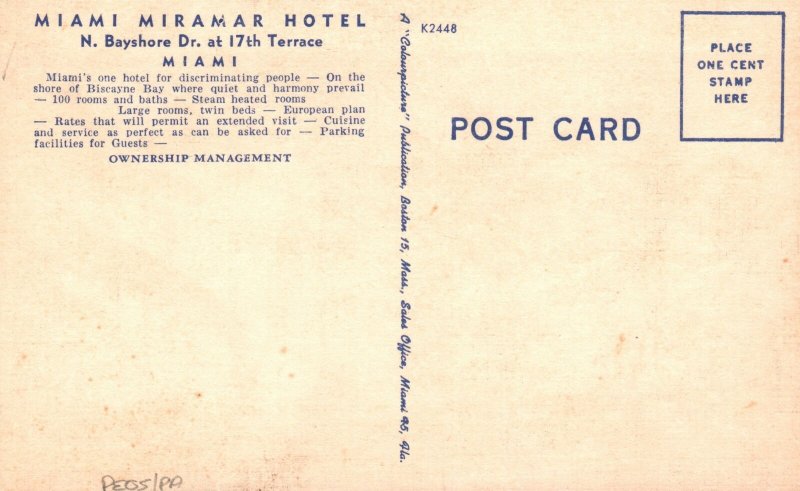 MIAMI MIRAMAR HOTEL
N. Bayshore Dr. at 17th Terrace
MIAMI
Miami's one hotel for discriminating people — On the
shore of Biscayne Bay where quiet and harmony prevail
— 100 rooms and baths — Steam heated rooms
Large rooms, twin beds — European plan
— Rates that will permit an extended visit — Cuisine
and service as perfect as can be asked for — Parking
facilities for Guests —
OWNERSHIP MANAGEMENT
A "Colourpicture" Publication, Boston 15, Mass., Sales Office, Miami 45, Fla.
K2448
POST CARD
PLACE
ONE CENT
STAMP
HERE